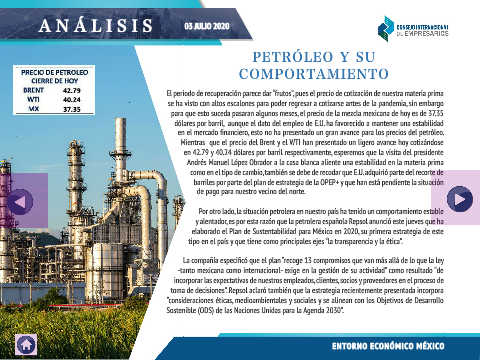 ANÁLISIS
03 JULIO 2020
CONSEJO INTERNACIONAL
DE EMPRESARIOS
PETRÓLEO Y SU
COMPORTAMIENTO
PRECIO DE PETROLEO
CIERRE DE HOY
BRENT 42.79
WTI 40.24
MX 37.35
El periodo de recuperación parece dar "frutos", pues el precio de cotización de nuestra materia prima
se ha visto con altos escalones para poder regresar a cotizarse antes de la pandemia, sin embargo
para que esto suceda pasaran algunos meses, el precio de la mezcla mexicana de hoy es de 37,35
dólares por barril, aunque el dato del empleo de E.U. ha favorecido a mantener una estabilidad
en el mercado financiero, esto no ha presentado un gran avance para los precios del petróleo.
Mientras que el precio del Brent y el WTI han presentado un ligero avance hoy cotizándose
en 42.79 y 40.24 dólares por barril respectivamente, esperemos que la visita del presidente
Andrés Manuel López Obrador a la casa blanca aliente una estabilidad en la materia prima
como en el tipo de cambio, también se debe de recodar que E.U. adquirió parte del recorte de
barriles por parte del plan de estrategia de la OPEP+ y que han está pendiente la situación
de pago para nuestro vecino del norte.
Por otro lado, la situación petrolera en nuestro país ha tenido un comportamiento estable
y alentador, es por esta razón que la petrolera española Repsol anunció este jueves que ha
elaborado el Plan de Sustentabilidad para México en 2020, su primera estrategia de este
tipo en el país y que tiene como principales ejes "la transparencia y la ética".
La compañía especificó que el plan "recoge 13 compromisos que van más allá de lo que la ley
-tanto mexicana como internacional- exige en la gestión de su actividad" como resultado "de
incorporar las expectativas de nuestros empleados, clientes, socios y proveedores en el proceso de
toma de decisiones". Repsol aclaró también que la estrategia recientemente presentada incorpora
"consideraciones éticas, medioambientales y sociales y se alinean con los Objetivos de Desarrollo
Sostenible (ODS) de las Naciones Unidas para la Agenda 2030".
ENTORNO ECONÓMICO MÉXICO